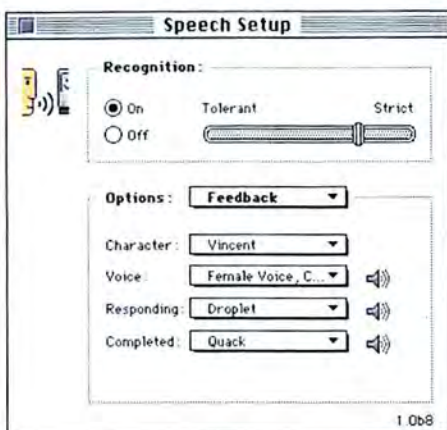 Speech Setup
Recognition:
On
Tolerant
Strict
Off
Options: Feedback
Character: Vincent
Voice Female Voice, C...
Responding: Droplet
Completed: Quack
1.0b8